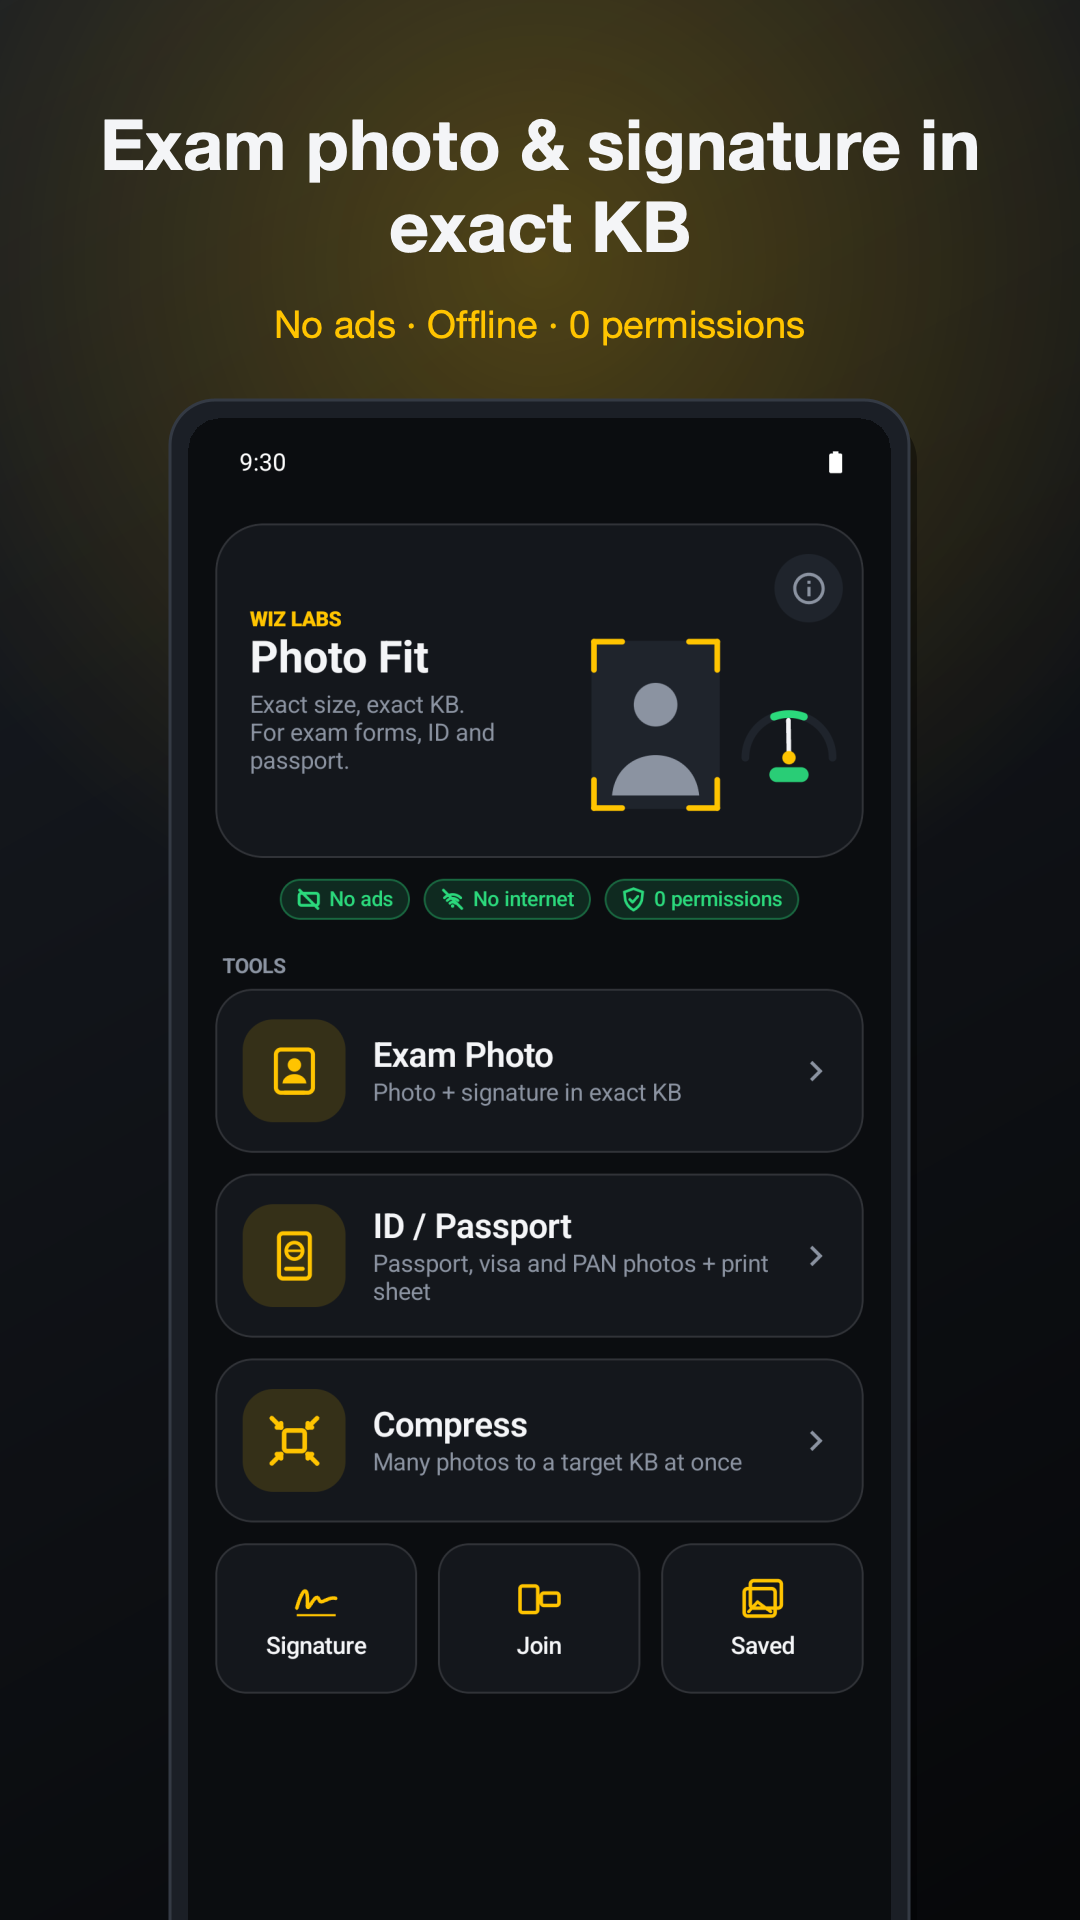 Exam photo & signature in
exact KB
No ads · Offline · 0 permissions
9:30
WIZ LABS
Photo Fit
Exact size, exact KB.
For exam forms, ID and
passport.
No ads
No internet
0 permissions
TOOLS
Exam Photo
Photo + signature in exact KB
ID / Passport
Passport, visa and PAN photos + print
sheet
Compress
Many photos to a target KB at once
Signature
Join
Saved